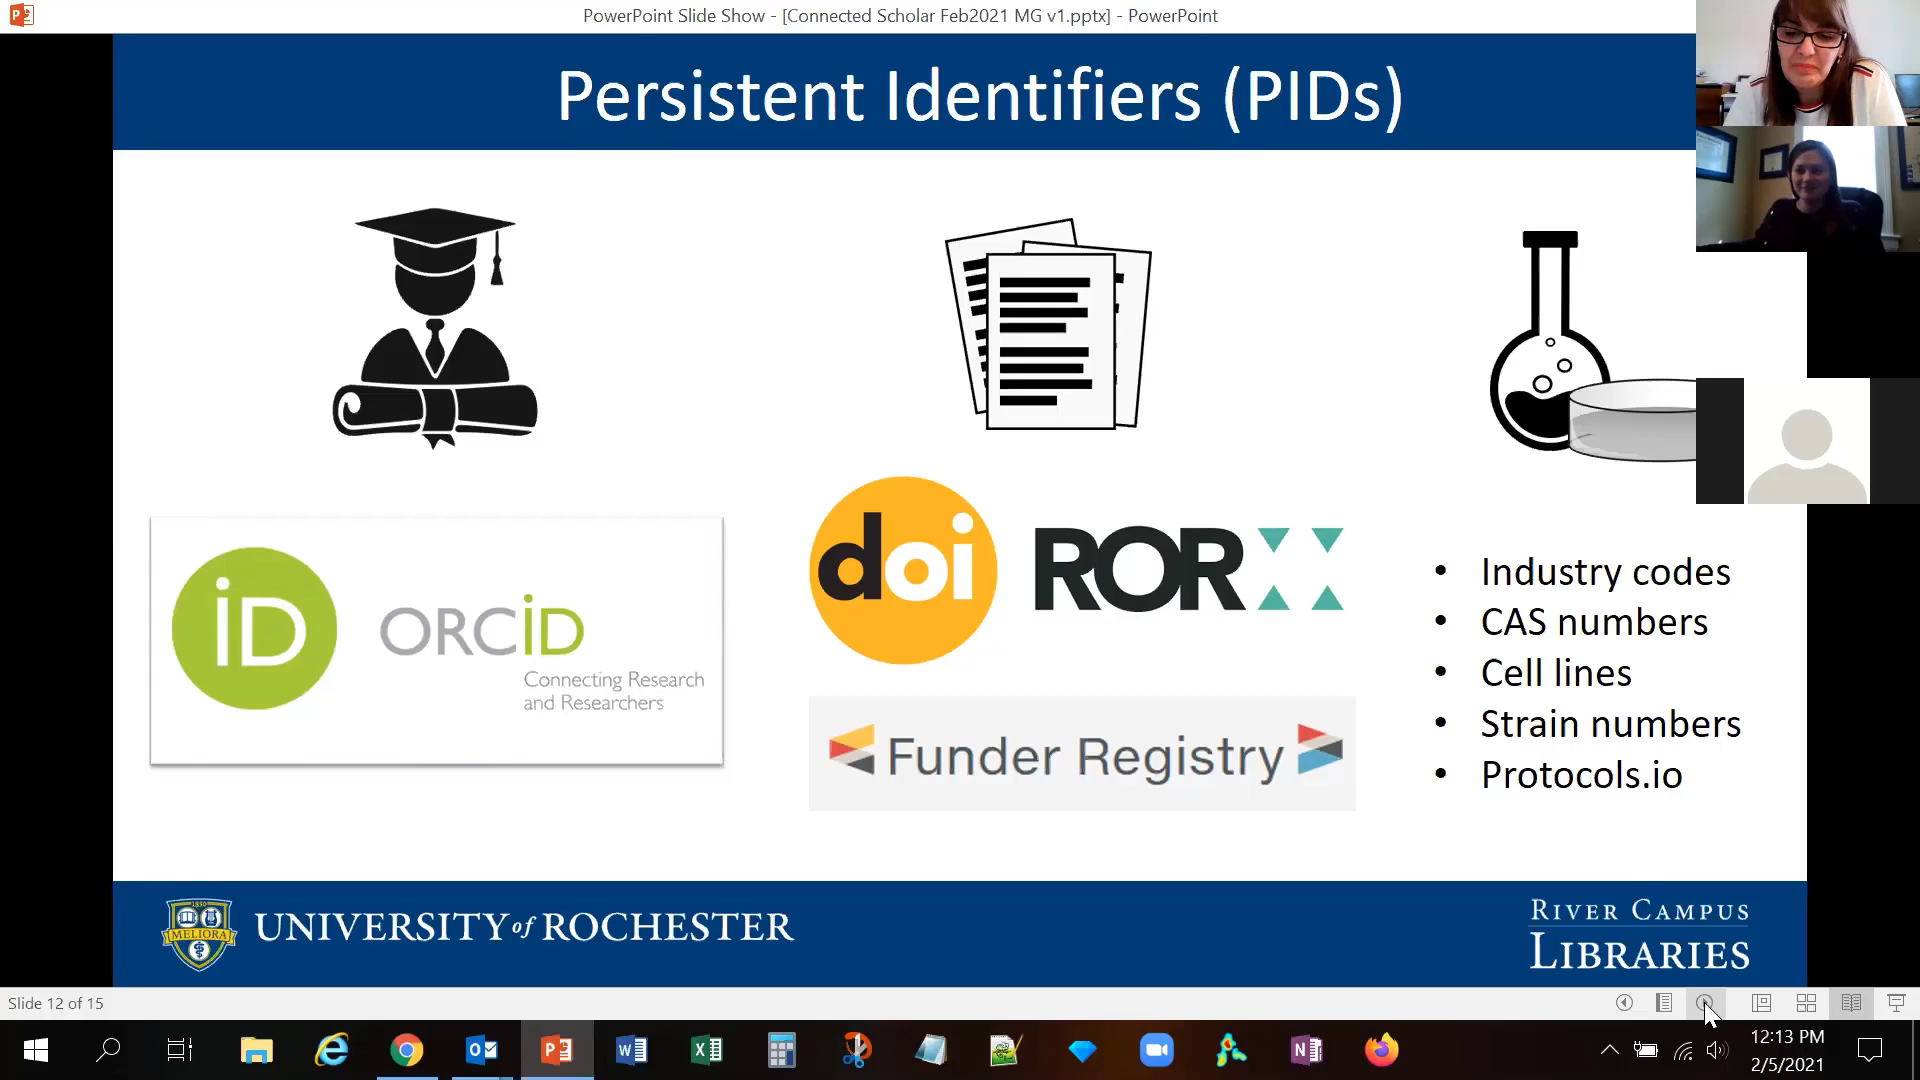 PowerPoint Slide Show - [Connected Scholar Feb2021 MG v1.pptx] - PowerPoint
Persistent Identifiers (PIDs)
iD
ORCiD
Connecting Research
and Researchers
doi
ROR
Funder Registry
• Industry codes
• CAS numbers
• Cell lines
• Strain numbers
• Protocols.io
1850
MELIORA
UNIVERSITY of ROCHESTER
RIVER CAMPUS
LIBRARIES
Slide 12 of 15
12:13 PM
2/5/2021